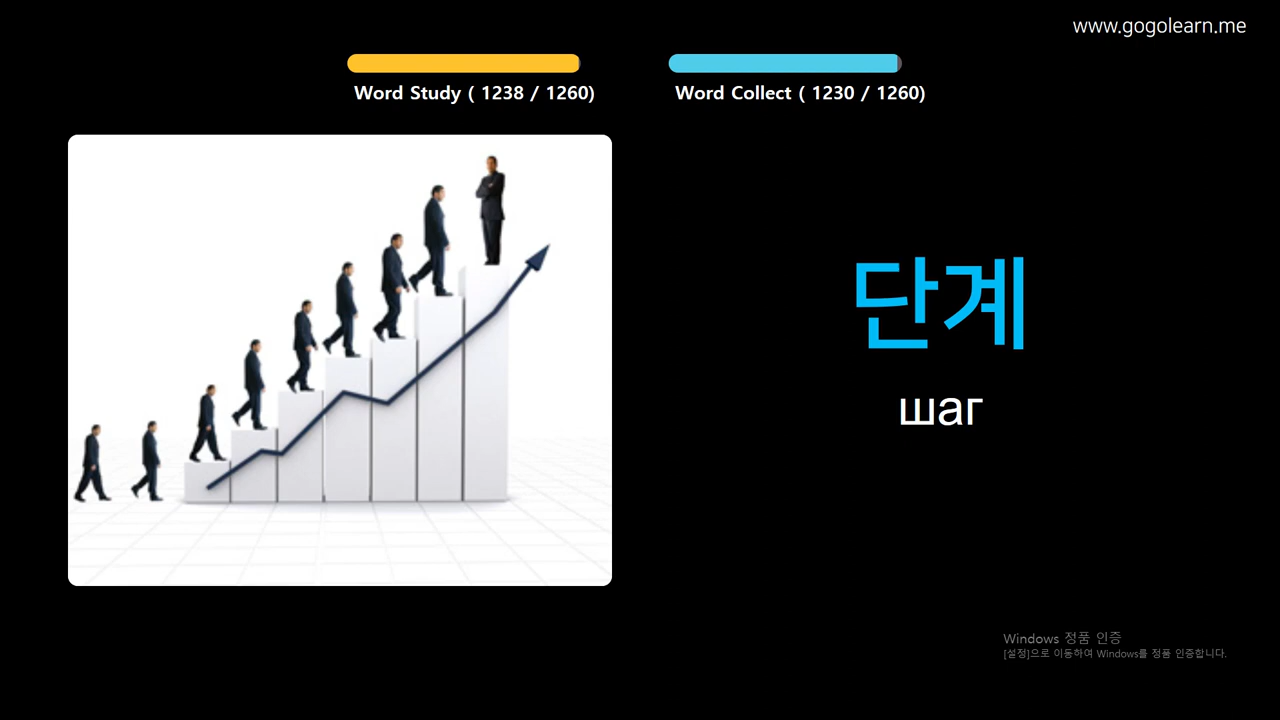 www.gogolearn.me
Word Study ( 1238 / 1260)
Word Collect ( 1230 / 1260)
단계
шаг
Windows 정품 인증
[설정]으로 이동하여 Windows를 정품 인증합니다.